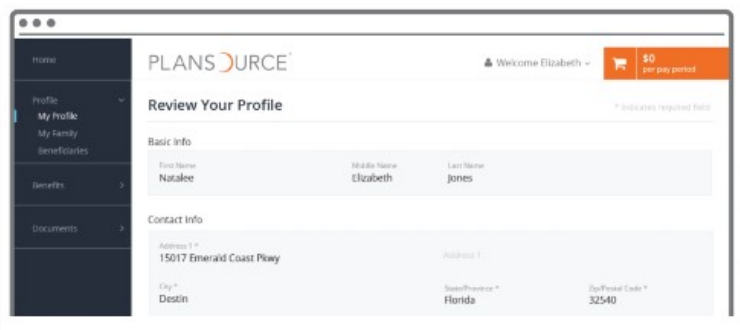 Home
PLANSOURCE
Welcome Elizabeth
$0
per pay period
Profile
My Profile
My Family
Beneficiaries
Benefits
Documents
Review Your Profile
* indicates required field
Basic Info
First Name Middle Name Last Name
Natalee Elizabeth Jones
Contact Info
Address 1 * Address 1
15017 Emerald Coast Pkwy
City * State/Province * Zip/Postal Code *
Destin Florida 32540